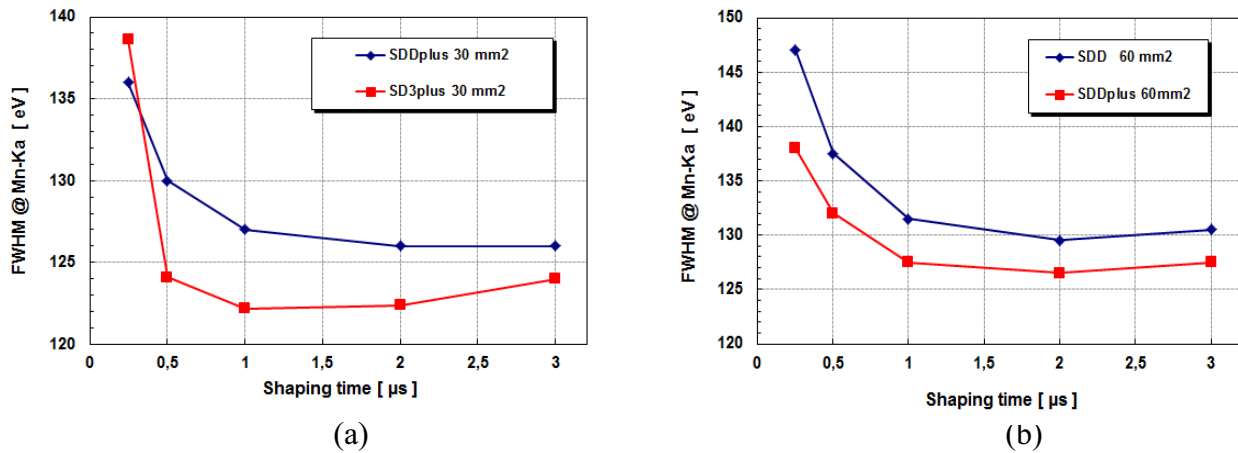 140
135
130
125
120
FWHM @ Mn-Ka [ eV ]
SDDplus 30 mm2
SD3plus 30 mm2
0 0,5 1 1,5 2 2,5 3
Shaping time [ µs ]
(a)
150
145
140
135
130
125
120
FWHM @ Mn-Ka [ eV ]
SDD 60 mm2
SDDplus 60mm2
0 0,5 1 1,5 2 2,5 3
Shaping time [ µs ]
(b)